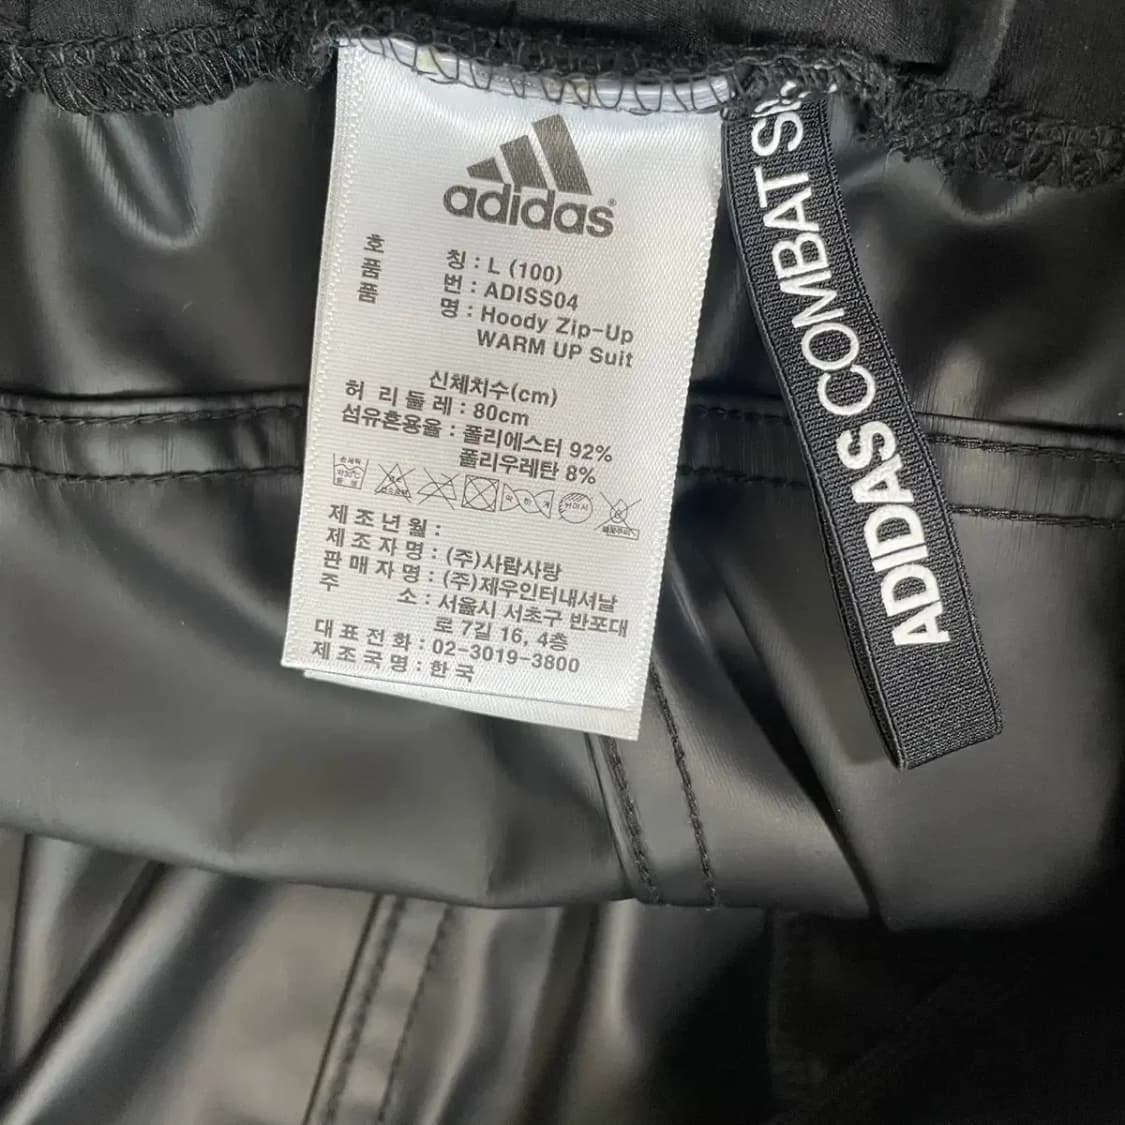 adidas®
호 칭 : L (100)
품 번 : ADISS04
품 명 : Hoody Zip-Up
WARM UP Suit
신체치수(cm)
허 리 둘 레 : 80cm
섬유혼용율 : 폴리에스터 92%
폴리우레탄 8%
제 조 년 월 :
제 조 자 명 : (주)사람사랑
판 매 자 명 : (주)제우인터내셔날
주 소 : 서울시 서초구 반포대
로 7길 16, 4층
대 표 전 화 : 02-3019-3800
제 조 국 명 : 한 국
ADIDAS COMBAT